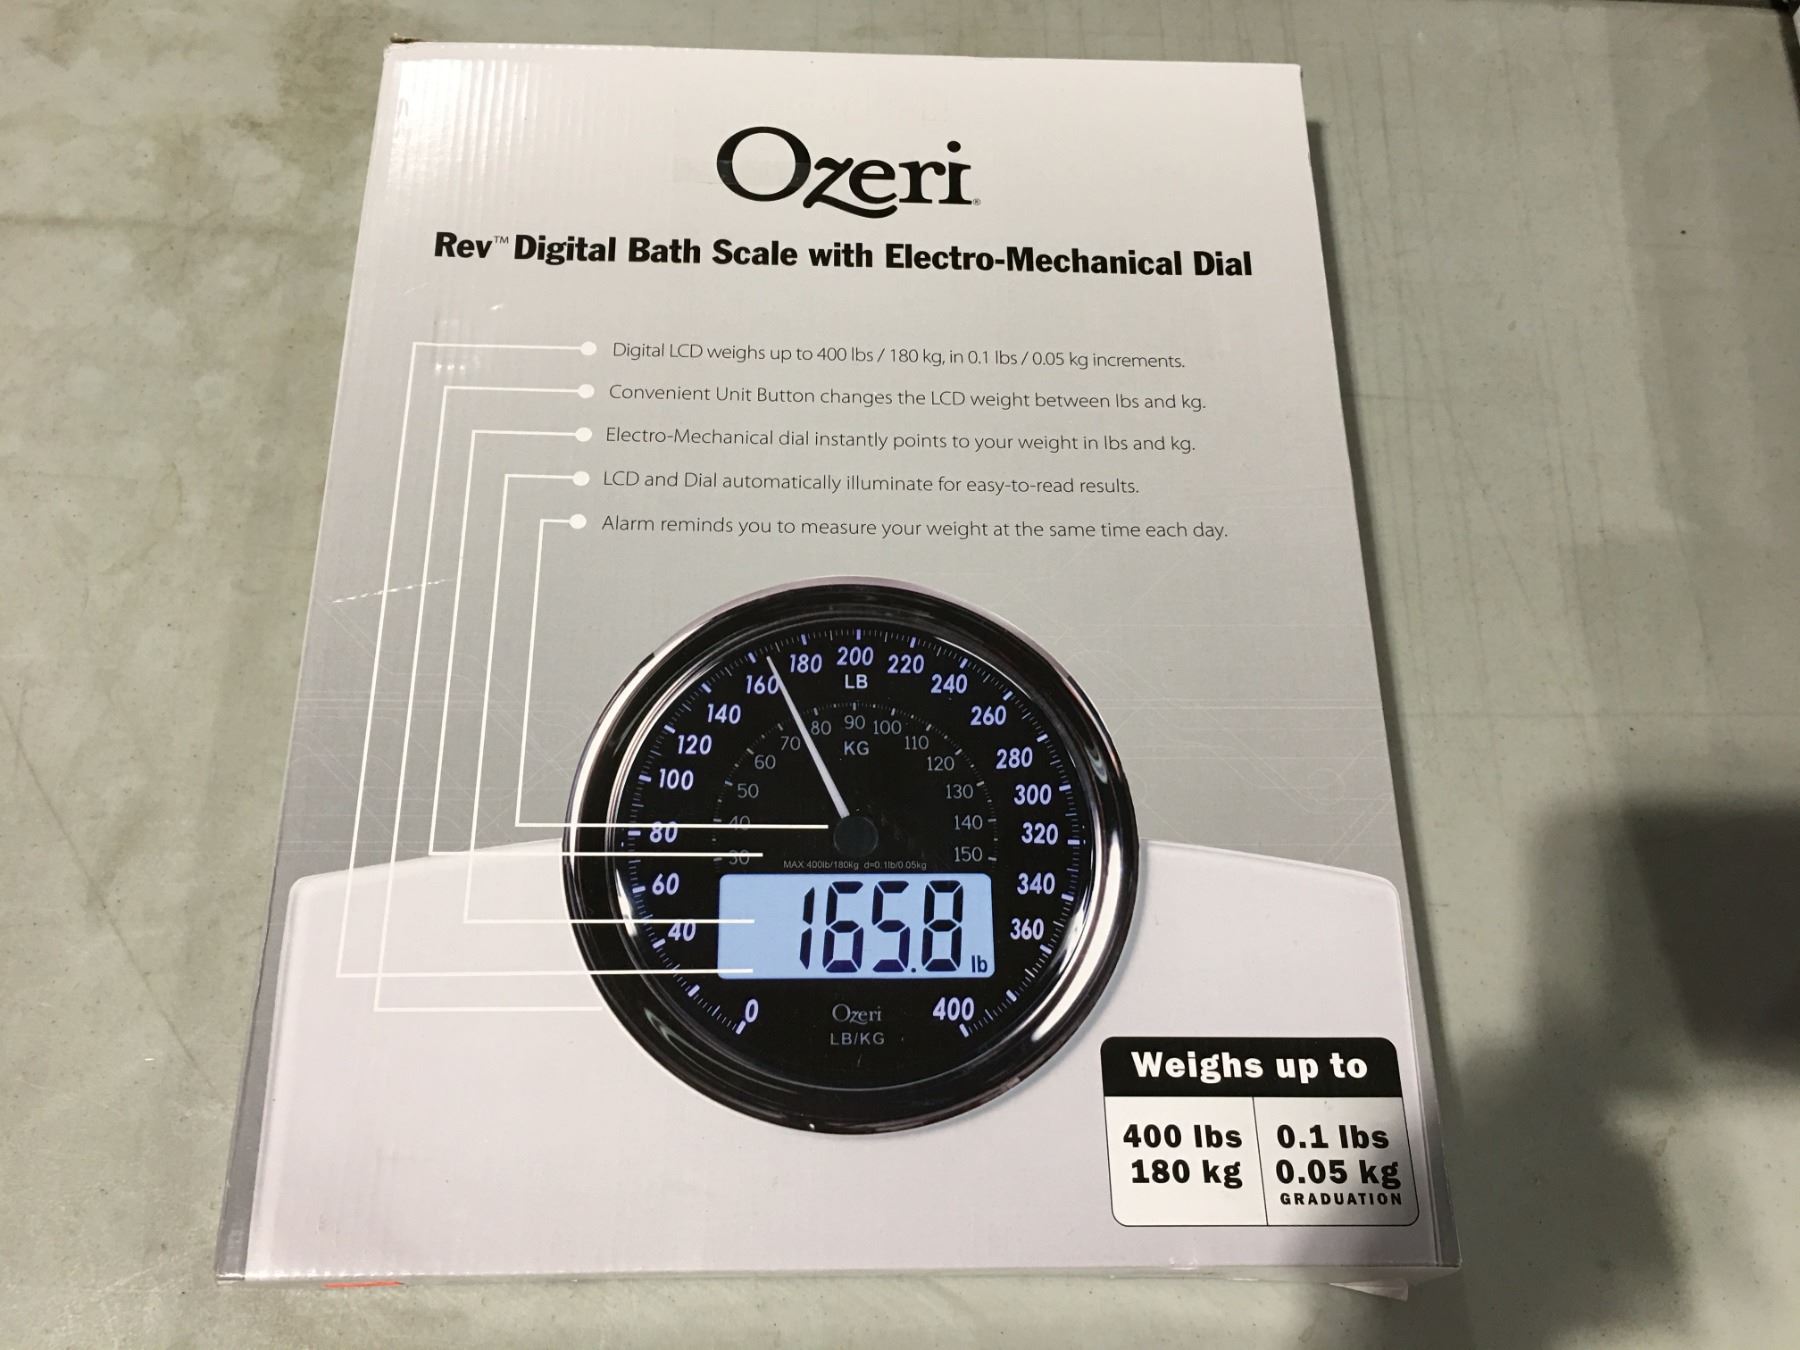 Ozeri®
Rev™ Digital Bath Scale with Electro-Mechanical Dial
Digital LCD weighs up to 400 lbs / 180 kg, in 0.1 lbs / 0.05 kg increments.
Convenient Unit Button changes the LCD weight between lbs and kg.
Electro-Mechanical dial instantly points to your weight in lbs and kg.
LCD and Dial automatically illuminate for easy-to-read results.
Alarm reminds you to measure your weight at the same time each day.
0 40 60 80 100 120 140 160 180 200 220 240 260 280 300 320 340 360 400
LB
30 40 50 60 70 80 90 100 110 120 130 140 150
KG
MAX 400lb/180kg d=0.1lb/0.05kg
165.8 lb
Ozeri
LB/KG
Weighs up to
400 lbs
180 kg
0.1 lbs
0.05 kg
GRADUATION